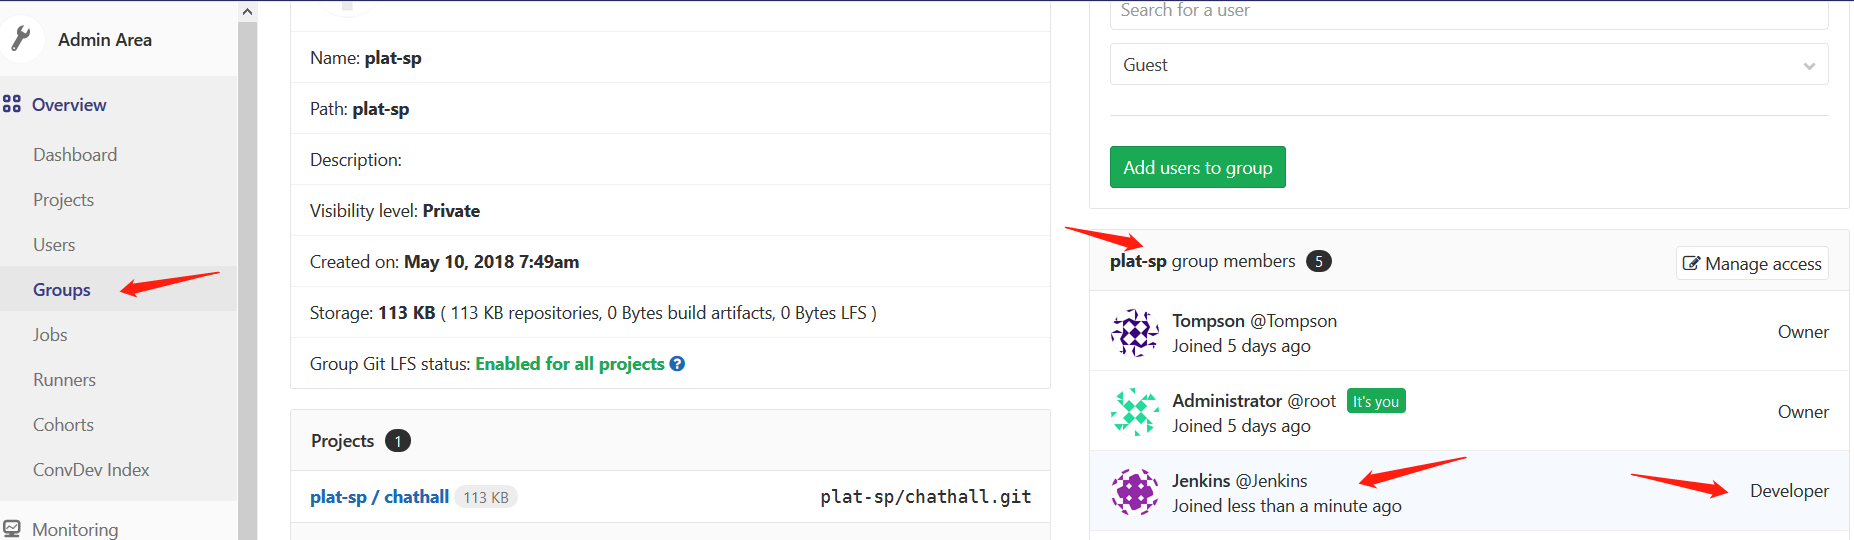 Admin Area
Overview
Dashboard
Projects
Users
Groups
Jobs
Runners
Cohorts
ConvDev Index
Monitoring
Name: plat-sp
Path: plat-sp
Description:
Visibility level: Private
Created on: May 10, 2018 7:49am
Storage: 113 KB ( 113 KB repositories, 0 Bytes build artifacts, 0 Bytes LFS )
Group Git LFS status: Enabled for all projects ?
Projects 1
plat-sp / chathall 113 KB plat-sp/chathall.git
Search for a user
Guest
Add users to group
plat-sp group members 5 Manage access
Tompson @Tompson
Joined 5 days ago
Owner
Administrator @root It's you
Joined 5 days ago
Owner
Jenkins @Jenkins
Joined less than a minute ago
Developer